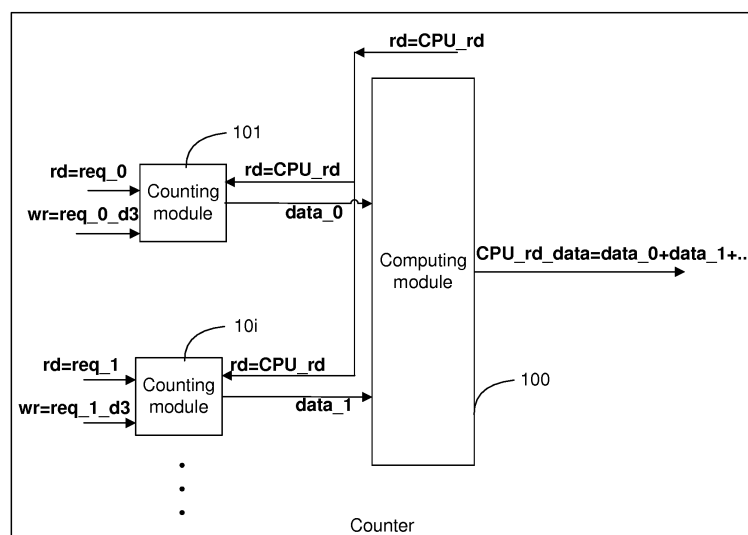 rd=CPU_rd
101
rd=req_0
rd=CPU_rd
Counting
module
wr=req_0_d3
data_0
Computing
module
CPU_rd_data=data_0+data_1+..
10i
rd=req_1
rd=CPU_rd
Counting
module
wr=req_1_d3
data_1
100
Counter